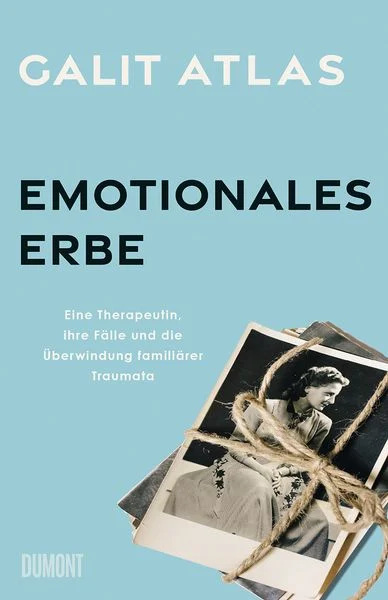 GALIT ATLAS
EMOTIONALES
ERBE
Eine Therapeutin,
ihre Fälle und die
Überwindung familiärer
Traumata
DUMONT